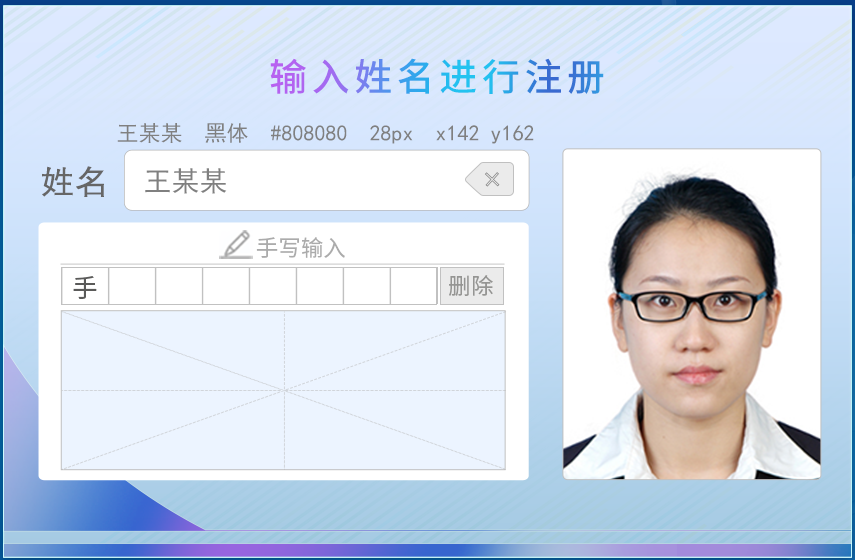 输入姓名进行注册
王某某 黑体 #808080 28px x142 y162
姓名 王某某
手写输入
手 删除